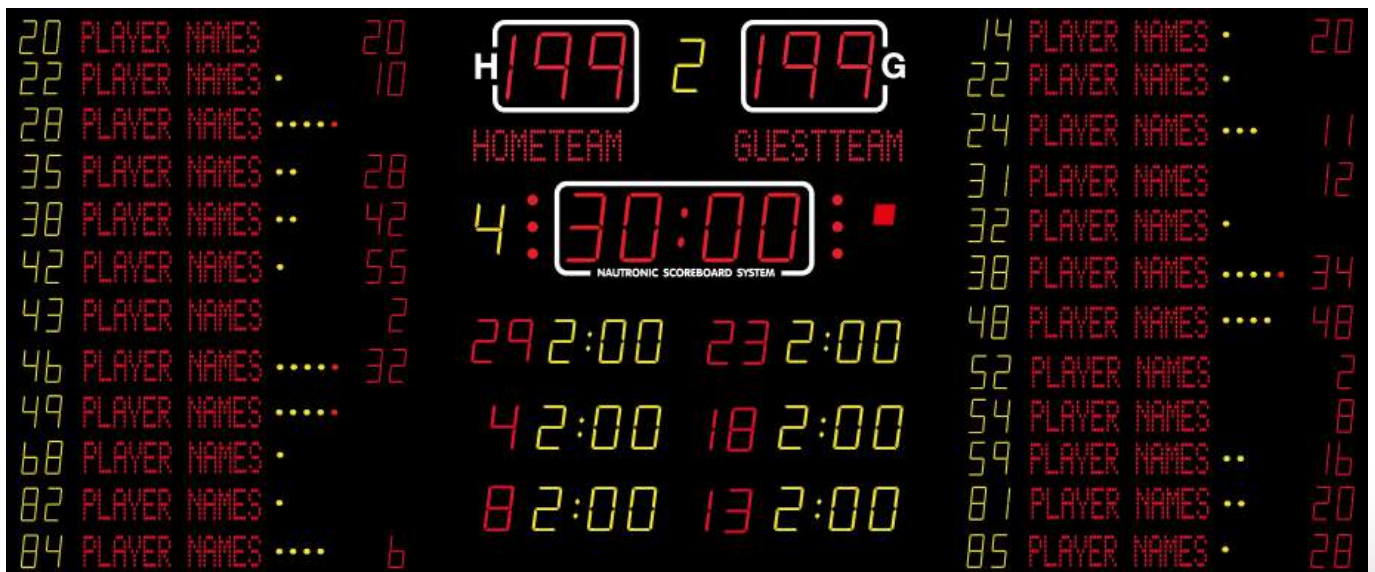 20 PLAYER NAMES 20
22 PLAYER NAMES 10
28 PLAYER NAMES
35 PLAYER NAMES 28
38 PLAYER NAMES 42
42 PLAYER NAMES 55
43 PLAYER NAMES 2
46 PLAYER NAMES 32
49 PLAYER NAMES
68 PLAYER NAMES
82 PLAYER NAMES
84 PLAYER NAMES 6
H 199 2 199 G
HOMETEAM GUESTTEAM
4 30:00
NAUTRONIC SCOREBOARD SYSTEM
29 2:00 23 2:00
4 2:00 18 2:00
8 2:00 13 2:00
14 PLAYER NAMES 20
22 PLAYER NAMES
24 PLAYER NAMES 11
31 PLAYER NAMES 12
32 PLAYER NAMES
38 PLAYER NAMES 34
48 PLAYER NAMES 48
52 PLAYER NAMES 2
54 PLAYER NAMES 8
59 PLAYER NAMES 16
81 PLAYER NAMES 20
85 PLAYER NAMES 28